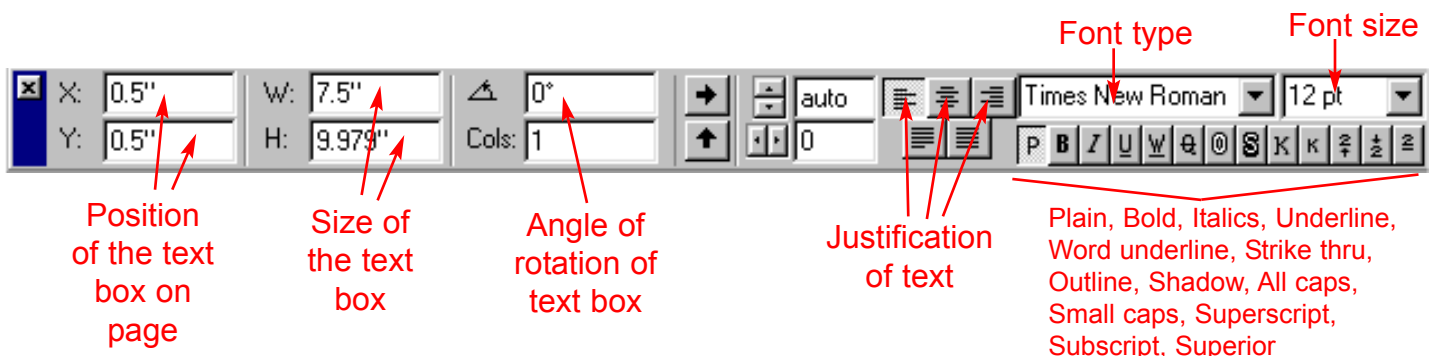 Font type
Font size
X: 0.5" W: 7.5" 0° auto Times New Roman 12 pt
Y: 0.5" H: 9.979" Cols: 1 0 P B I U W Q O S K K 2 2 2
Position
of the text
box on
page
Size of
the text
box
Angle of
rotation of
text box
Justification
of text
Plain, Bold, Italics, Underline,
Word underline, Strike thru,
Outline, Shadow, All caps,
Small caps, Superscript,
Subscript, Superior